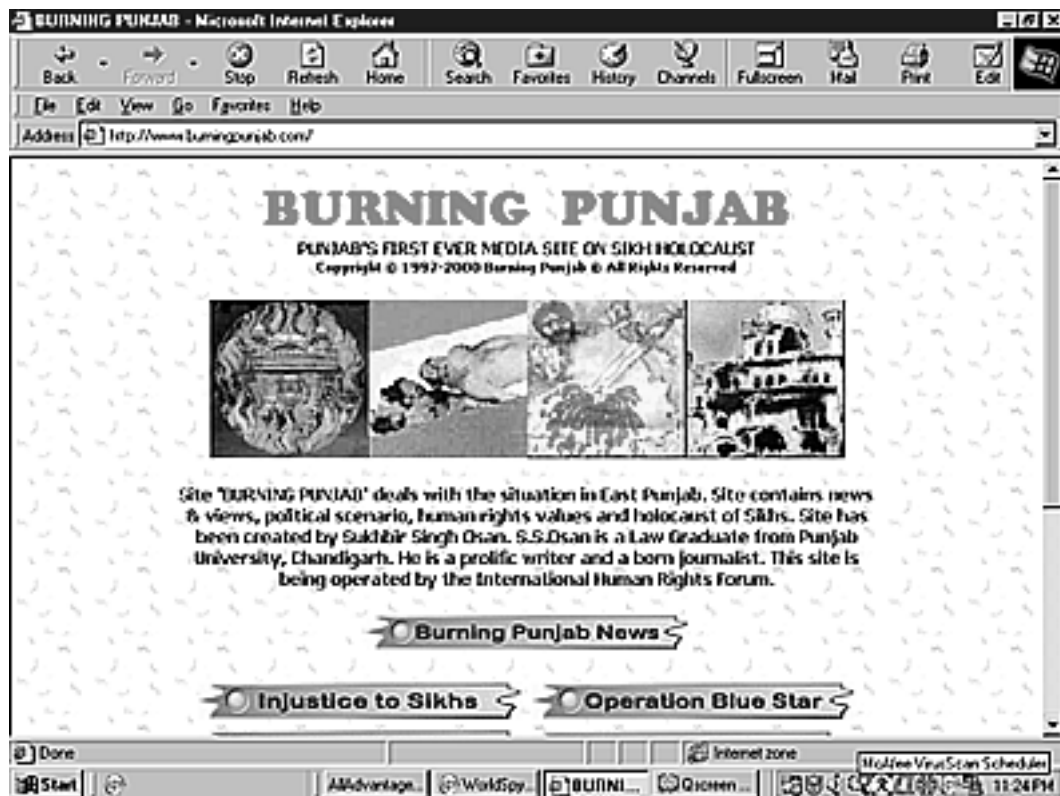 BURNING PUNJAB - Microsoft Internet Explorer
Back Forward Stop Refresh Home Search Favorites History Channels Fullscreen Mail Print Edit
File Edit View Go Favorites Help
Address http://www.burningpunjab.com/
BURNING PUNJAB
PUNJAB'S FIRST EVER MEDIA SITE ON SIKH HOLOCALIST
Copyright © 1997-2000 Burning Punjab © All Rights Reserved
Site "BURNING PUNJAB" deals with the situation in East Punjab. Site contains news
& views, political scenario, human rights values and holocaust of Sikhs. Site has
been created by Sukhbir Singh Osan. S.S.Osan is a Law Graduate from Punjab
University, Chandigarh. He is a prolific writer and a born journalist. This site is
being operated by the International Human Rights Forum.
Burning Punjab News
Injustice to Sikhs Operation Blue Star
Done Internet zone
McAfee VirusScan Scheduler
Start AllAdvantage... WorldSpy... BURNI... Qscreen ... 11:24 PM